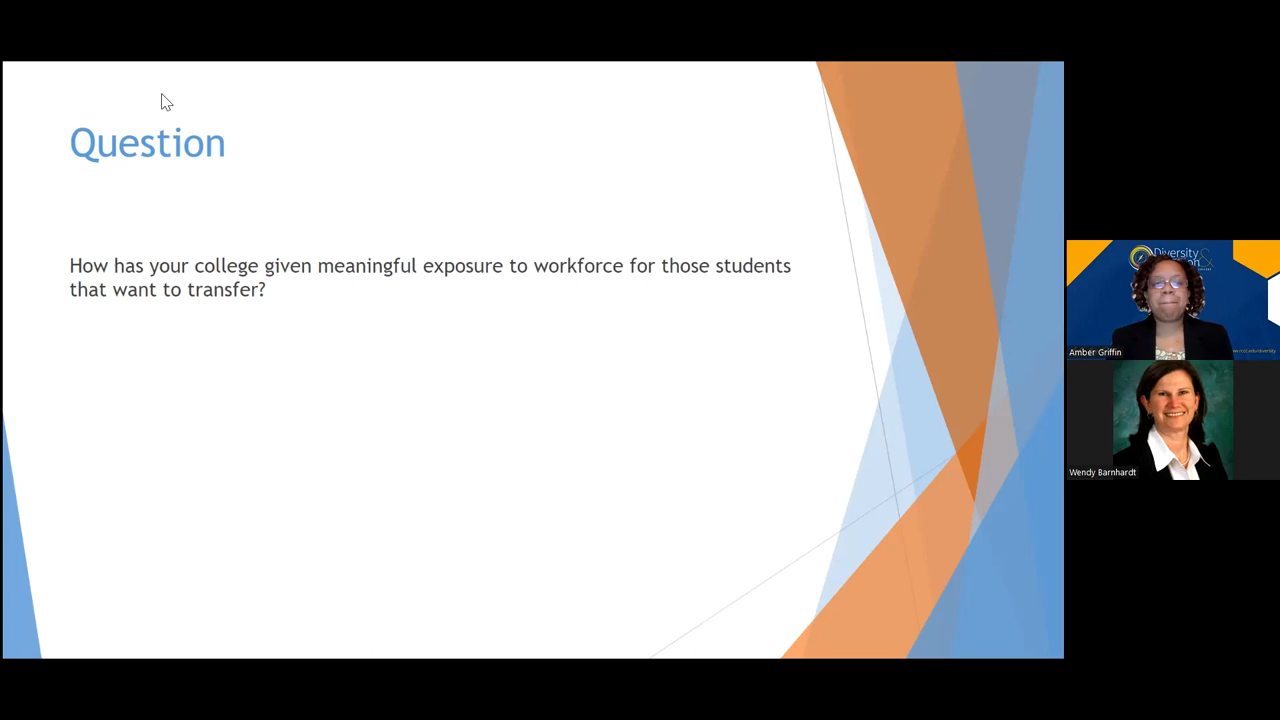 Question
How has your college given meaningful exposure to workforce for those students
that want to transfer?
Diversity
&
Amber Griffin
Wendy Barnhardt